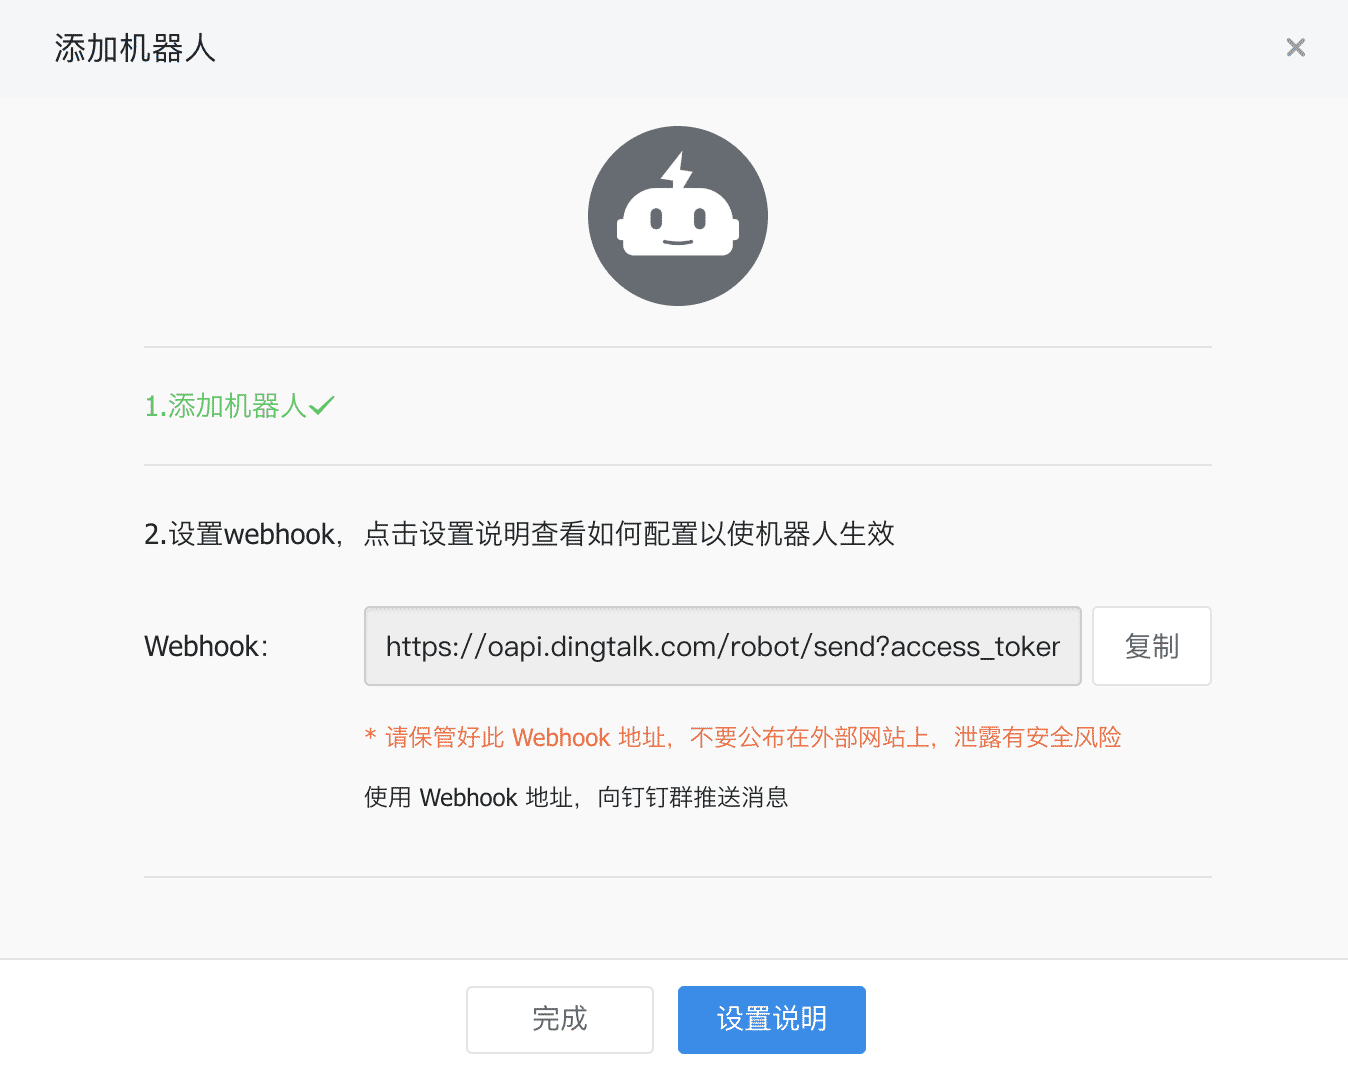 添加机器人
1.添加机器人
2.设置webhook，点击设置说明查看如何配置以使机器人生效
Webhook： https://oapi.dingtalk.com/robot/send?access_toker 复制
* 请保管好此 Webhook 地址，不要公布在外部网站上，泄露有安全风险
使用 Webhook 地址，向钉钉群推送消息
完成 设置说明